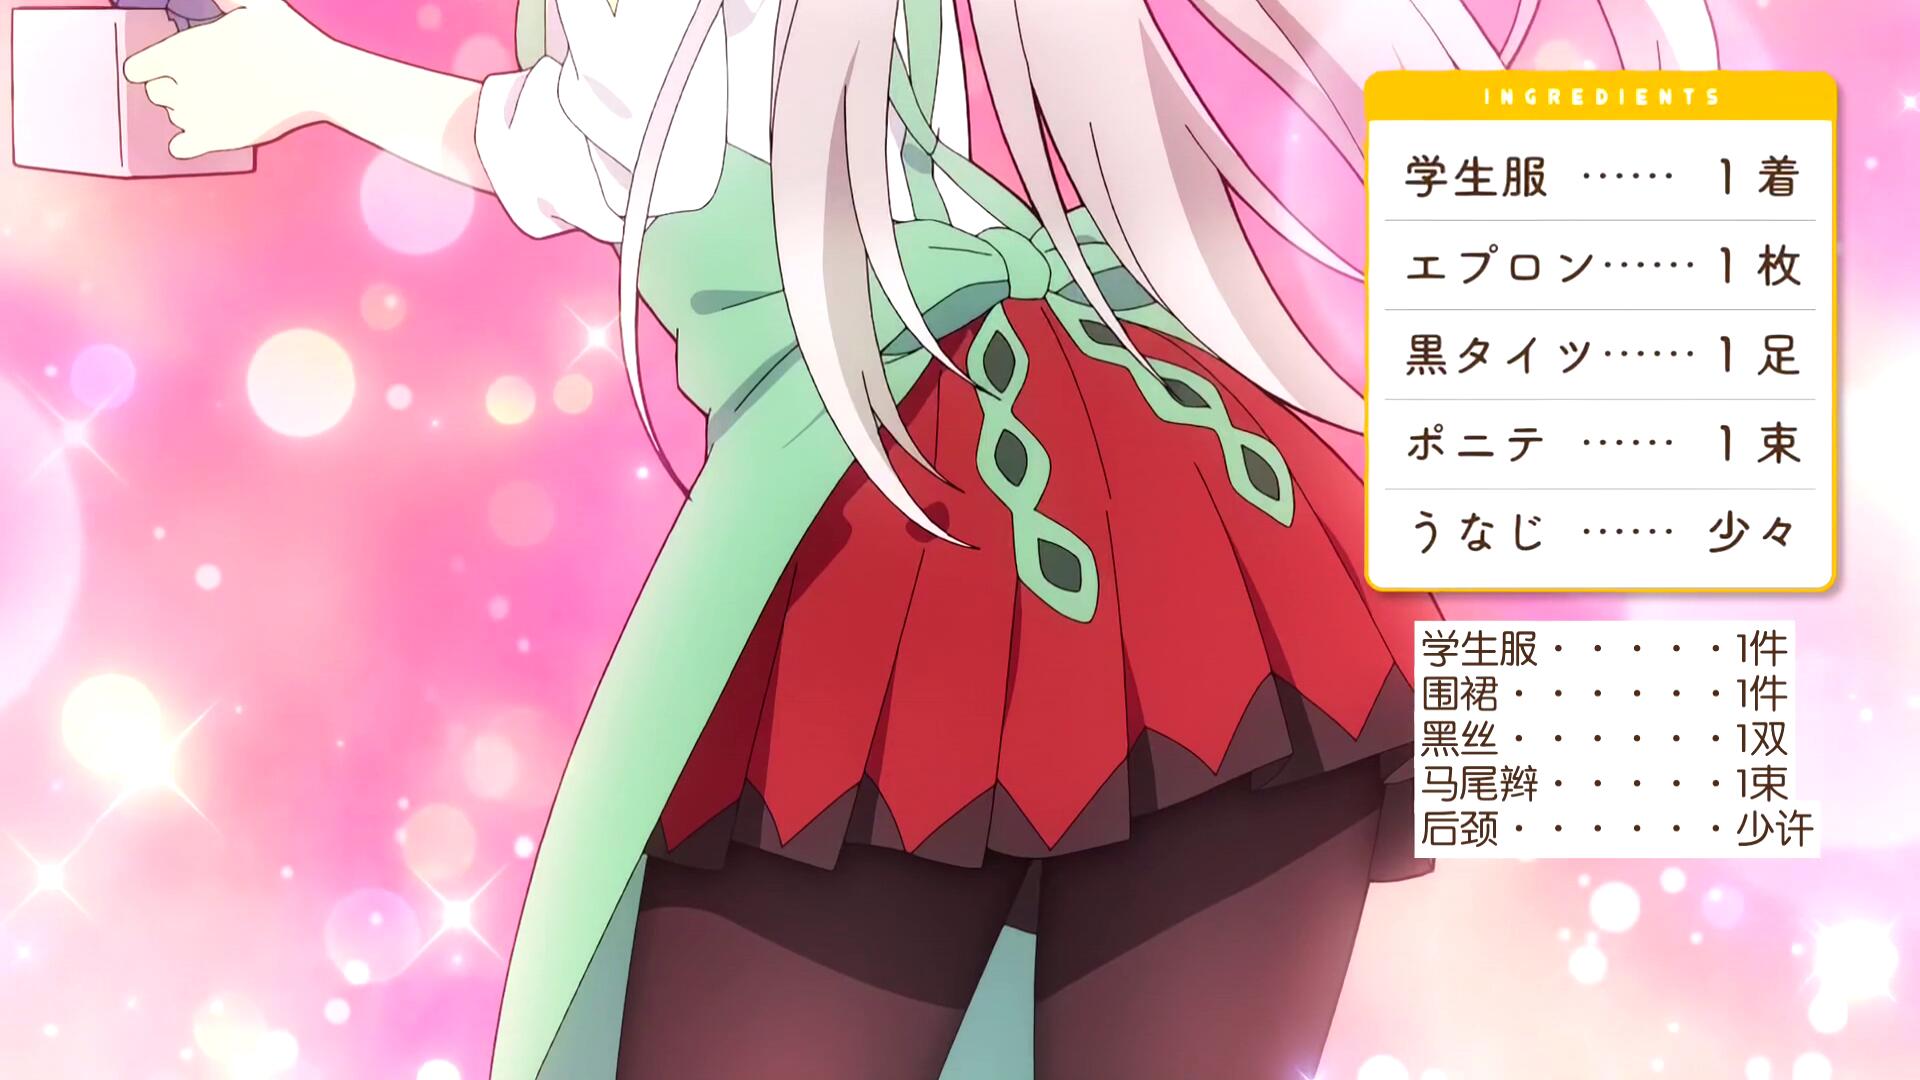 INGREDIENTS
学生服 …… 1 着
エプロン…… 1 枚
黒タイツ…… 1 足
ポニテ …… 1 束
うなじ …… 少々
学生服・・・・・1件
围裙・・・・・・1件
黑丝・・・・・・1双
马尾辫・・・・・1束
后颈・・・・・・少许